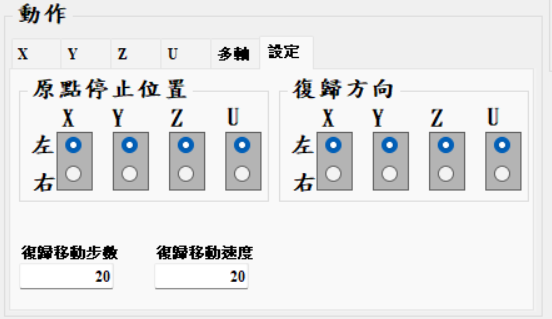 動作
X Y Z U 多軸 設定
原點停止位置 復歸方向
X Y Z U X Y Z U
左 左
右 右
復歸移動步數 復歸移動速度
20 20